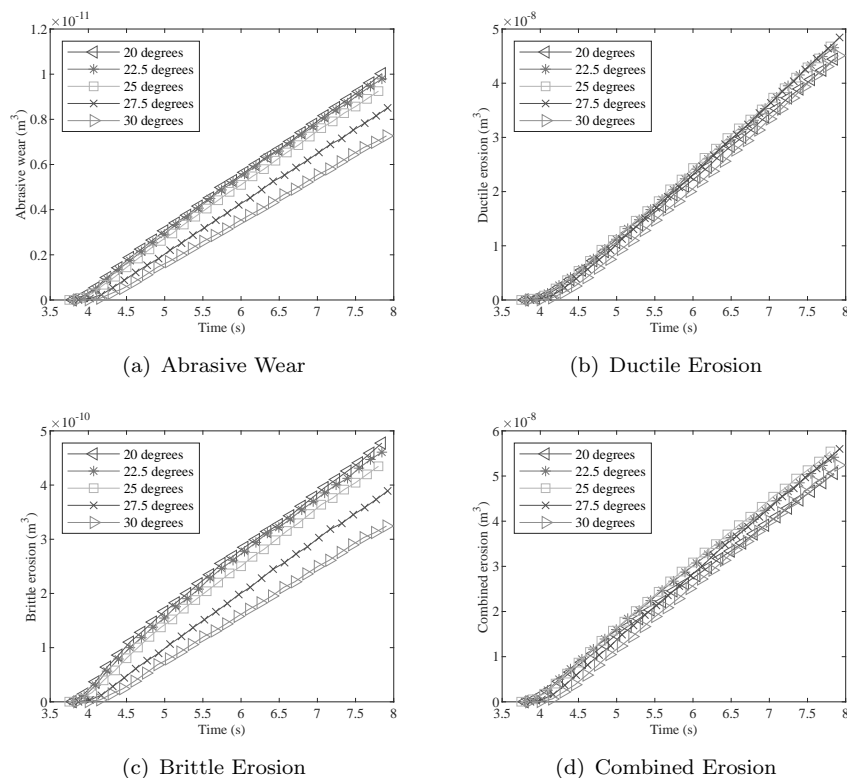 ×10⁻¹¹
1.2
1
0.8
0.6
0.4
0.2
0
Abrasive wear (m³)
20 degrees
22.5 degrees
25 degrees
27.5 degrees
30 degrees
3.5 4 4.5 5 5.5 6 6.5 7 7.5 8
Time (s)
(a) Abrasive Wear
×10⁻⁸
5
4
3
2
1
0
Ductile erosion (m³)
20 degrees
22.5 degrees
25 degrees
27.5 degrees
30 degrees
3.5 4 4.5 5 5.5 6 6.5 7 7.5 8
Time (s)
(b) Ductile Erosion
×10⁻¹⁰
5
4
3
2
1
0
Brittle erosion (m³)
20 degrees
22.5 degrees
25 degrees
27.5 degrees
30 degrees
3.5 4 4.5 5 5.5 6 6.5 7 7.5 8
Time (s)
(c) Brittle Erosion
×10⁻⁸
6
5
4
3
2
1
0
Combined erosion (m³)
20 degrees
22.5 degrees
25 degrees
27.5 degrees
30 degrees
3.5 4 4.5 5 5.5 6 6.5 7 7.5 8
Time (s)
(d) Combined Erosion